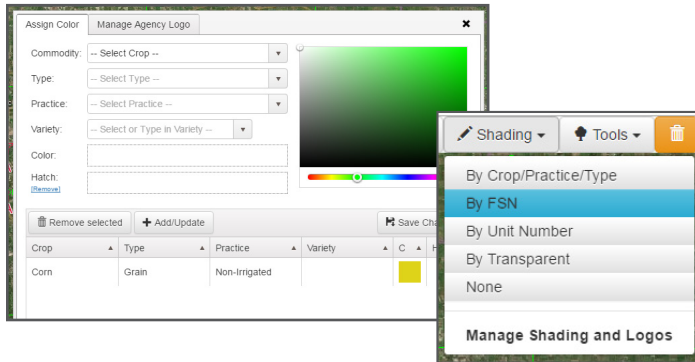 Assign Color
Manage Agency Logo
Commodity: -- Select Crop --
Type: -- Select Type --
Practice: -- Select Practice --
Variety: -- Select or Type in Variety --
Color:
Hatch:
[Remove]
Remove selected
Add/Update
Save Cha
Crop Type Practice Variety C H
Corn Grain Non-Irrigated
Shading Tools
By Crop/Practice/Type
By FSN
By Unit Number
By Transparent
None
Manage Shading and Logos